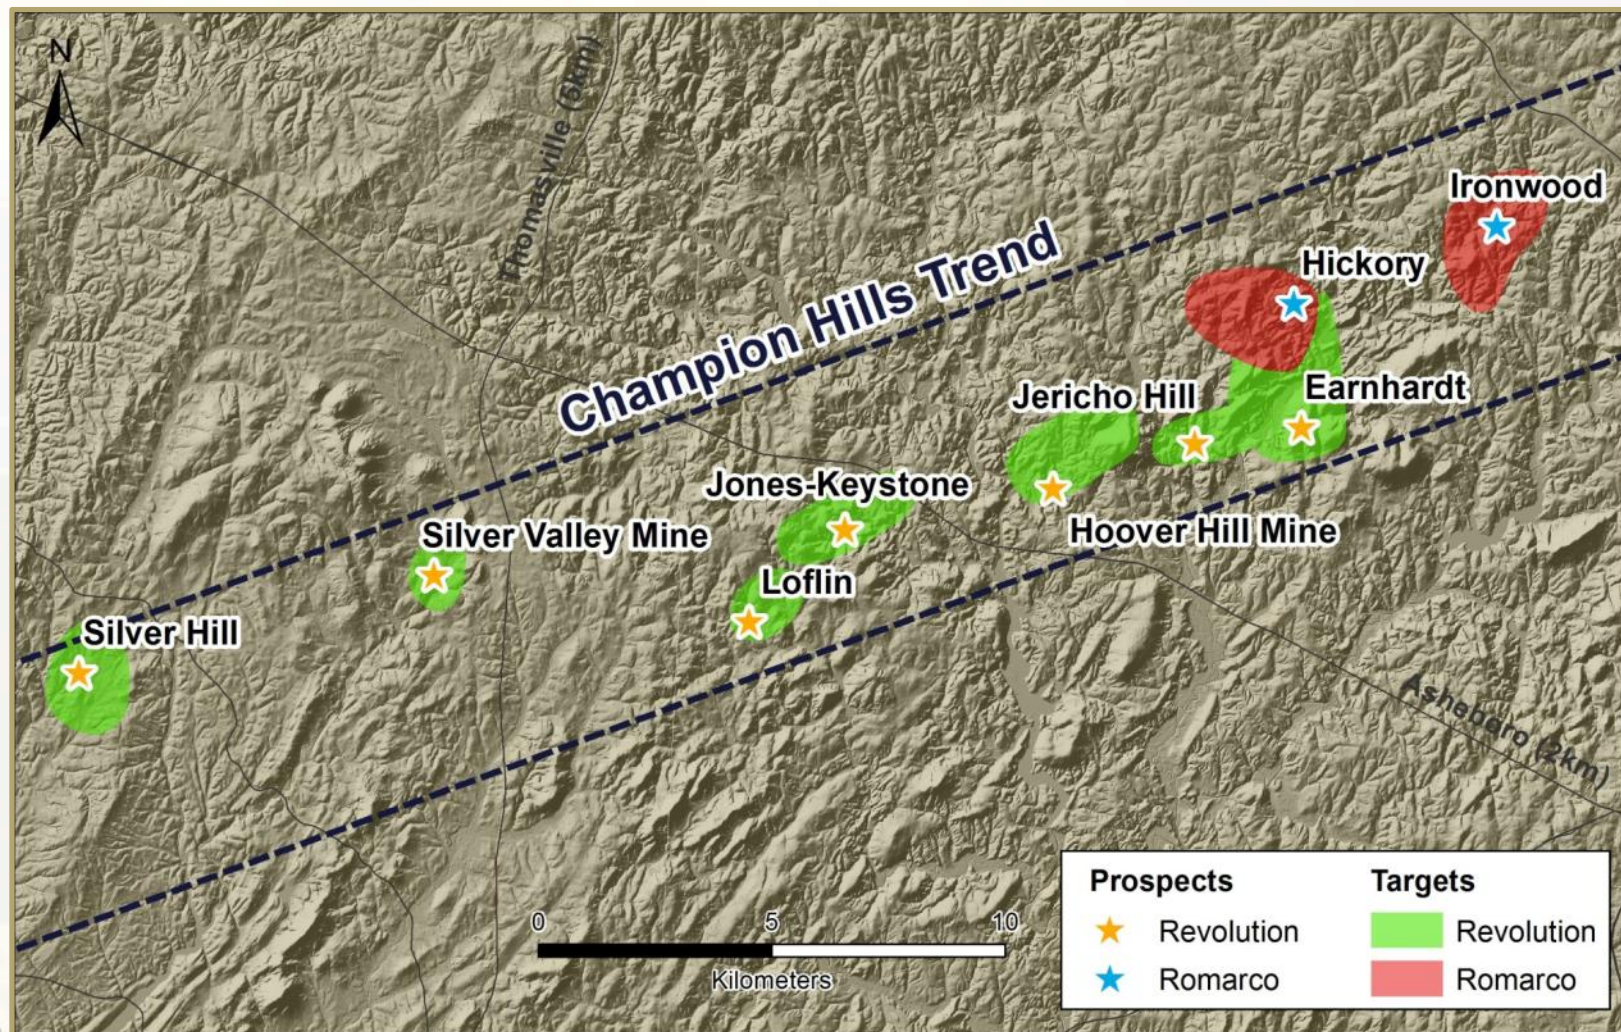 N
Thomasville (5km)
Ironwood
Champion Hills Trend
Hickory
Jericho Hill
Earnhardt
Jones-Keystone
Silver Valley Mine
Hoover Hill Mine
Loflin
Silver Hill
Asheboro (2km)
0 5 10
Kilometers
Prospects Targets
Revolution Revolution
Romarco Romarco